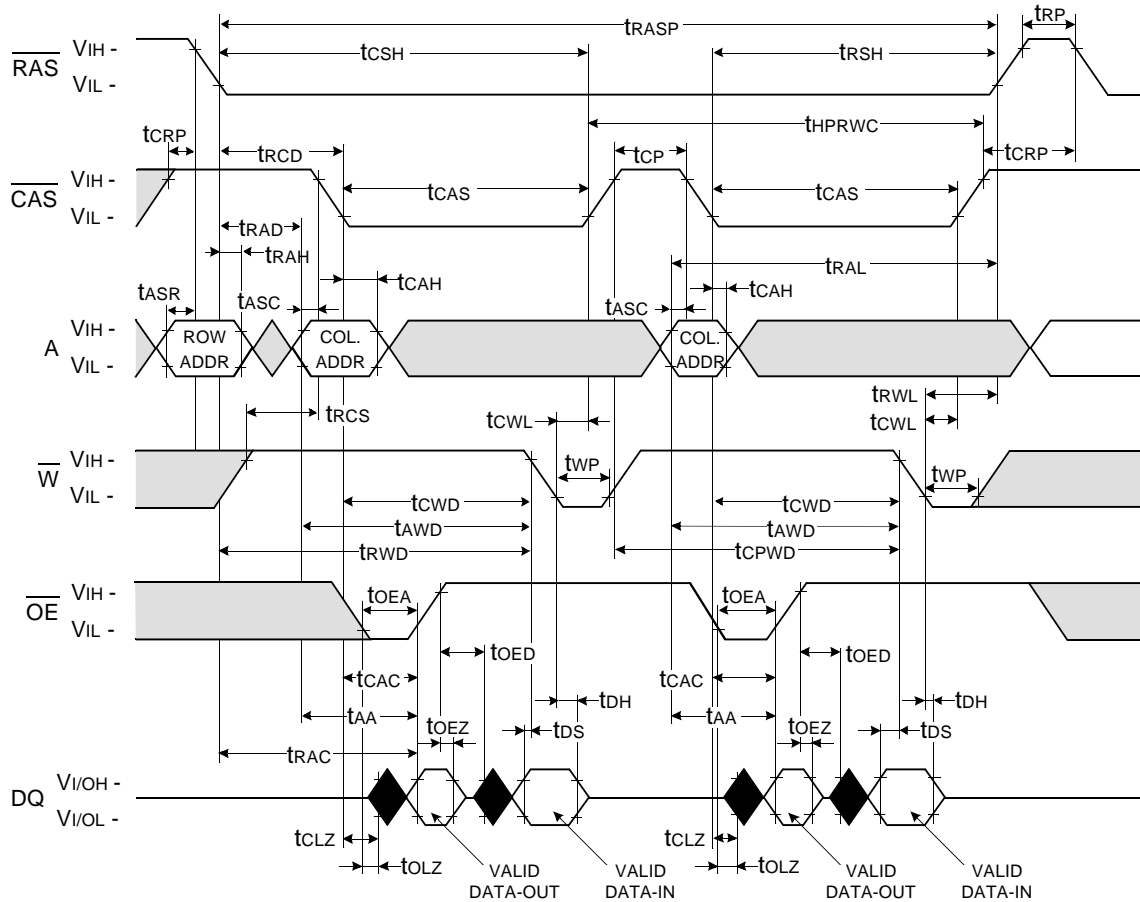 tRASP
tRP
tCSH
tRSH
RAS
VIH -
VIL -
tHPRWC
tCRP
tRCD
tCP
tCRP
CAS
VIH -
VIL -
tCAS
tCAS
tRAD
tRAH
tRAL
tCAH
tCAH
tASR
tASC
tASC
A
VIH -
VIL -
ROW
ADDR
COL.
ADDR
COL.
ADDR
tRWL
tRCS
tCWL
tCWL
W
VIH -
VIL -
tWP
tWP
tCWD
tCWD
tAWD
tAWD
tRWD
tCPWD
OE
VIH -
VIL -
tOEA
tOEA
tOED
tOED
tCAC
tCAC
tDH
tDH
tAA
tOEZ
tDS
tAA
tOEZ
tDS
tRAC
DQ
VI/OH -
VI/OL -
tCLZ
tCLZ
tOLZ
tOLZ
VALID
DATA-OUT
VALID
DATA-IN
VALID
DATA-OUT
VALID
DATA-IN